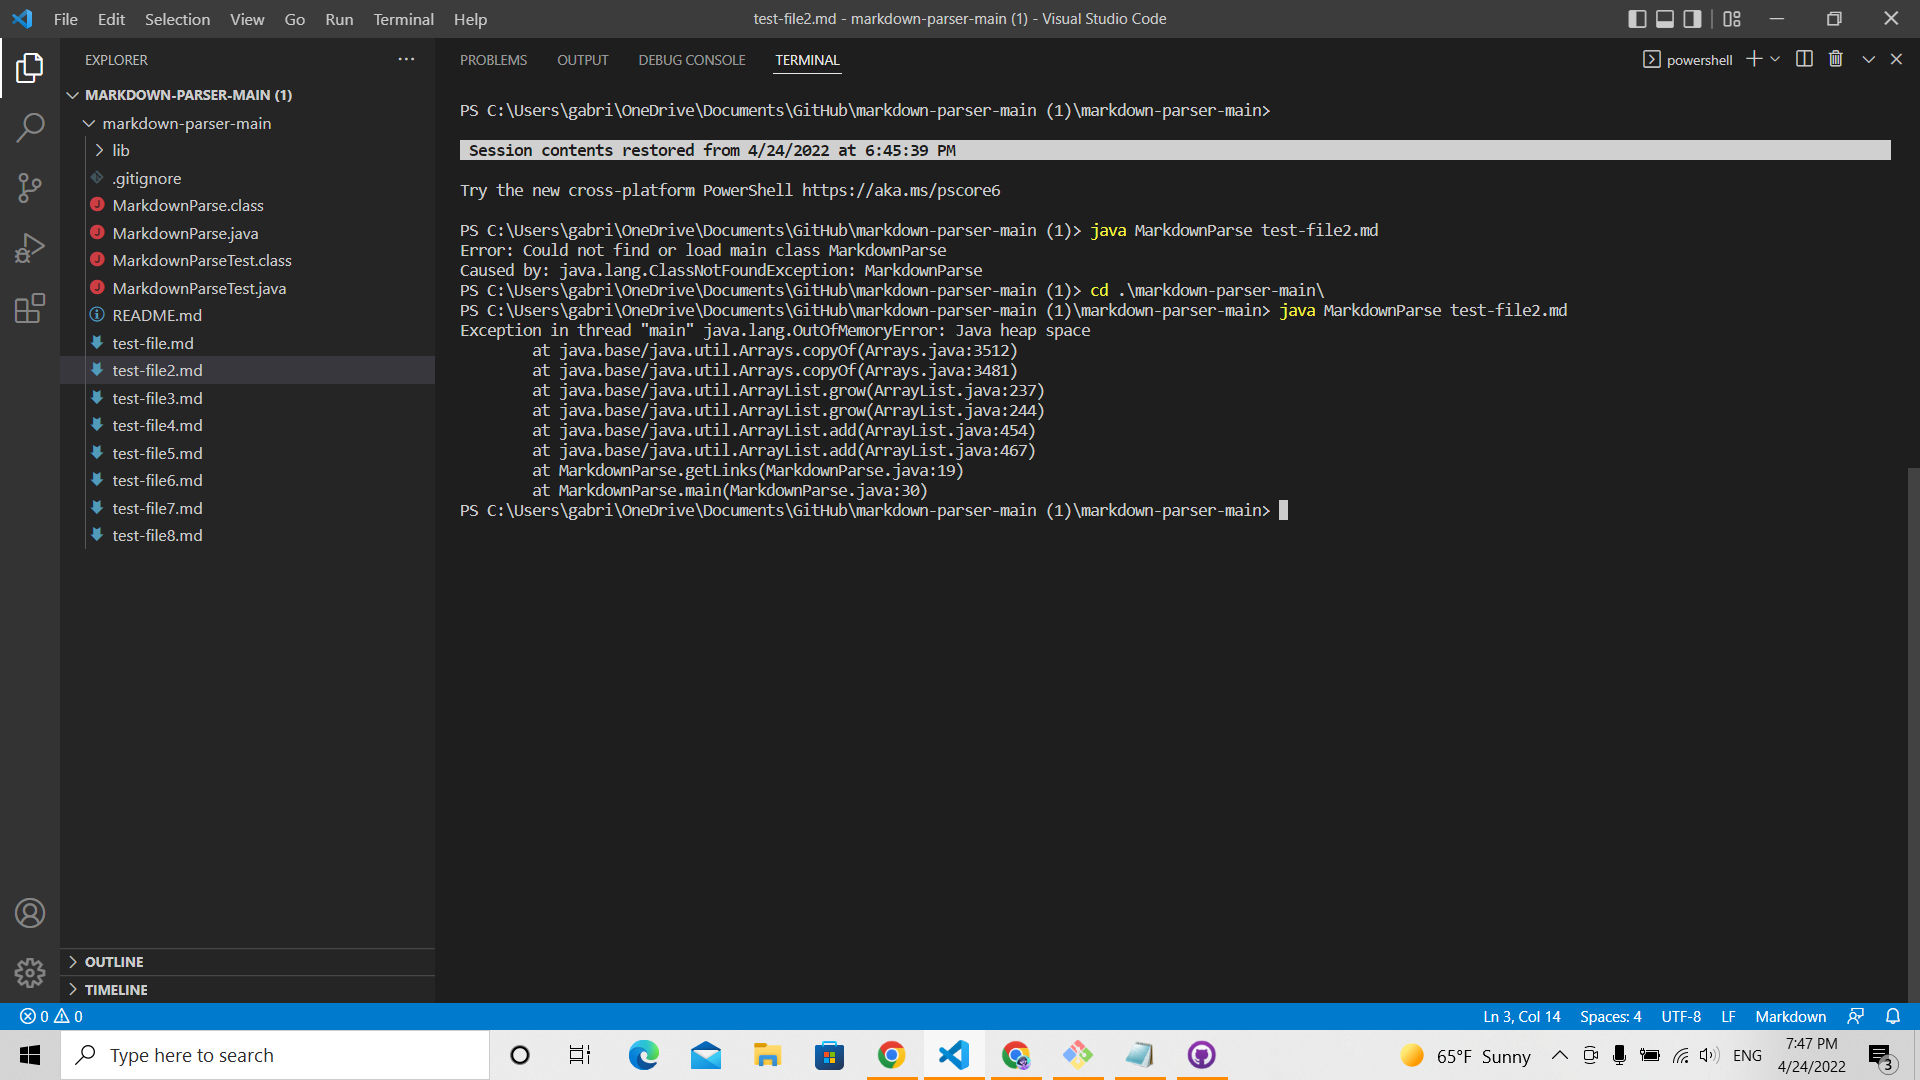 File Edit Selection View Go Run Terminal Help
test-file2.md - markdown-parser-main (1) - Visual Studio Code
EXPLORER
MARKDOWN-PARSER-MAIN (1)
markdown-parser-main
lib
.gitignore
MarkdownParse.class
MarkdownParse.java
MarkdownParseTest.class
MarkdownParseTest.java
README.md
test-file.md
test-file2.md
test-file3.md
test-file4.md
test-file5.md
test-file6.md
test-file7.md
test-file8.md
OUTLINE
TIMELINE
PROBLEMS OUTPUT DEBUG CONSOLE TERMINAL
powershell
PS C:\Users\gabri\OneDrive\Documents\GitHub\markdown-parser-main (1)\markdown-parser-main>
Session contents restored from 4/24/2022 at 6:45:39 PM
Try the new cross-platform PowerShell https://aka.ms/pscore6
PS C:\Users\gabri\OneDrive\Documents\GitHub\markdown-parser-main (1)> java MarkdownParse test-file2.md
Error: Could not find or load main class MarkdownParse
Caused by: java.lang.ClassNotFoundException: MarkdownParse
PS C:\Users\gabri\OneDrive\Documents\GitHub\markdown-parser-main (1)> cd .\markdown-parser-main\
PS C:\Users\gabri\OneDrive\Documents\GitHub\markdown-parser-main (1)\markdown-parser-main> java MarkdownParse test-file2.md
Exception in thread "main" java.lang.OutOfMemoryError: Java heap space
at java.base/java.util.Arrays.copyOf(Arrays.java:3512)
at java.base/java.util.Arrays.copyOf(Arrays.java:3481)
at java.base/java.util.ArrayList.grow(ArrayList.java:237)
at java.base/java.util.ArrayList.grow(ArrayList.java:244)
at java.base/java.util.ArrayList.add(ArrayList.java:454)
at java.base/java.util.ArrayList.add(ArrayList.java:467)
at MarkdownParse.getLinks(MarkdownParse.java:19)
at MarkdownParse.main(MarkdownParse.java:30)
PS C:\Users\gabri\OneDrive\Documents\GitHub\markdown-parser-main (1)\markdown-parser-main>
0 0
Ln 3, Col 14 Spaces: 4 UTF-8 LF Markdown
Type here to search
65°F Sunny
ENG
7:47 PM
4/24/2022
3